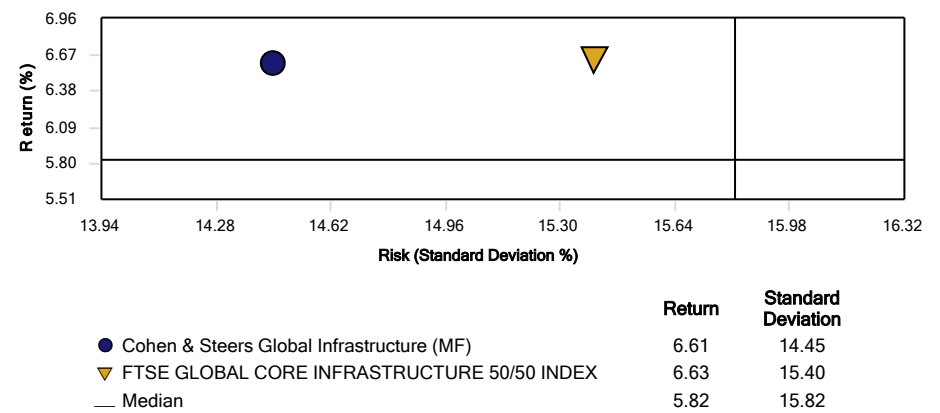 6.96
6.67
6.38
6.09
5.80
5.51
Return (%)
13.94 14.28 14.62 14.96 15.30 15.64 15.98 16.32
Risk (Standard Deviation %)
Return Standard Deviation
Cohen & Steers Global Infrastructure (MF) 6.61 14.45
FTSE GLOBAL CORE INFRASTRUCTURE 50/50 INDEX 6.63 15.40
Median 5.82 15.82